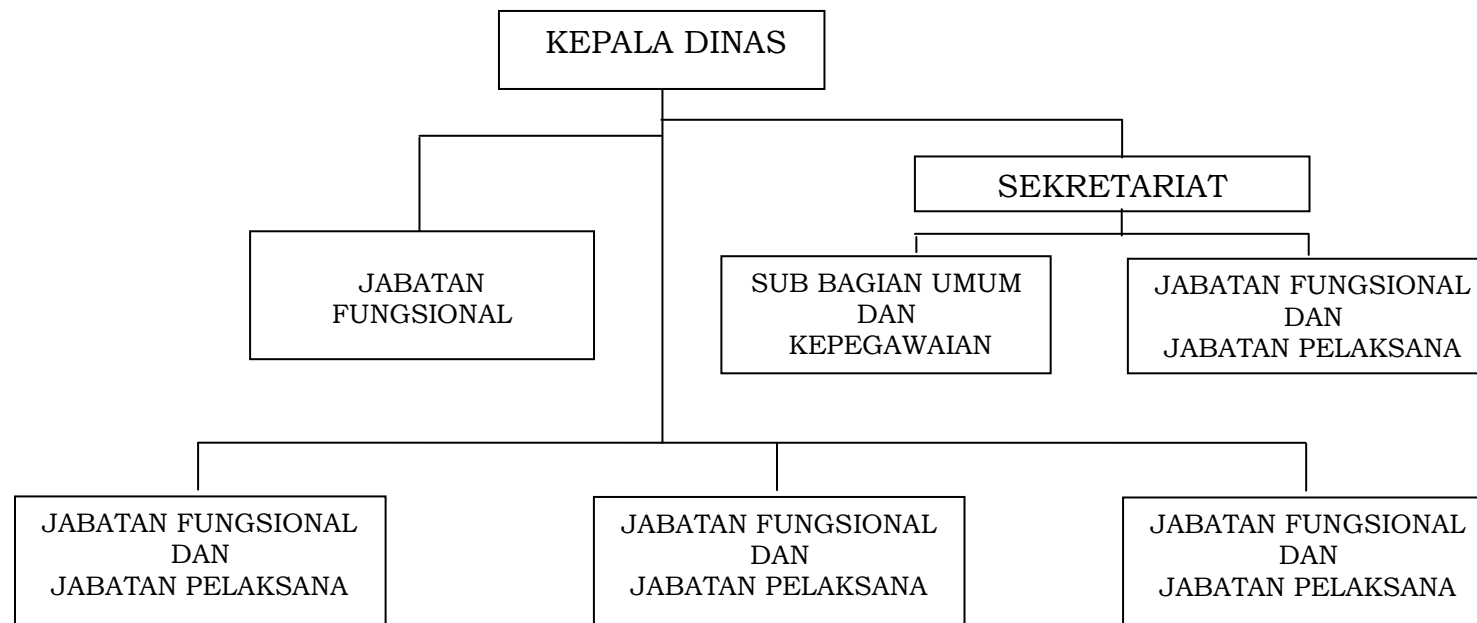 KEPALA DINAS
SEKRETARIAT
JABATAN
FUNGSIONAL
SUB BAGIAN UMUM
DAN
KEPEGAWAIAN
JABATAN FUNGSIONAL
DAN
JABATAN PELAKSANA
JABATAN FUNGSIONAL
DAN
JABATAN PELAKSANA
JABATAN FUNGSIONAL
DAN
JABATAN PELAKSANA
JABATAN FUNGSIONAL
DAN
JABATAN PELAKSANA